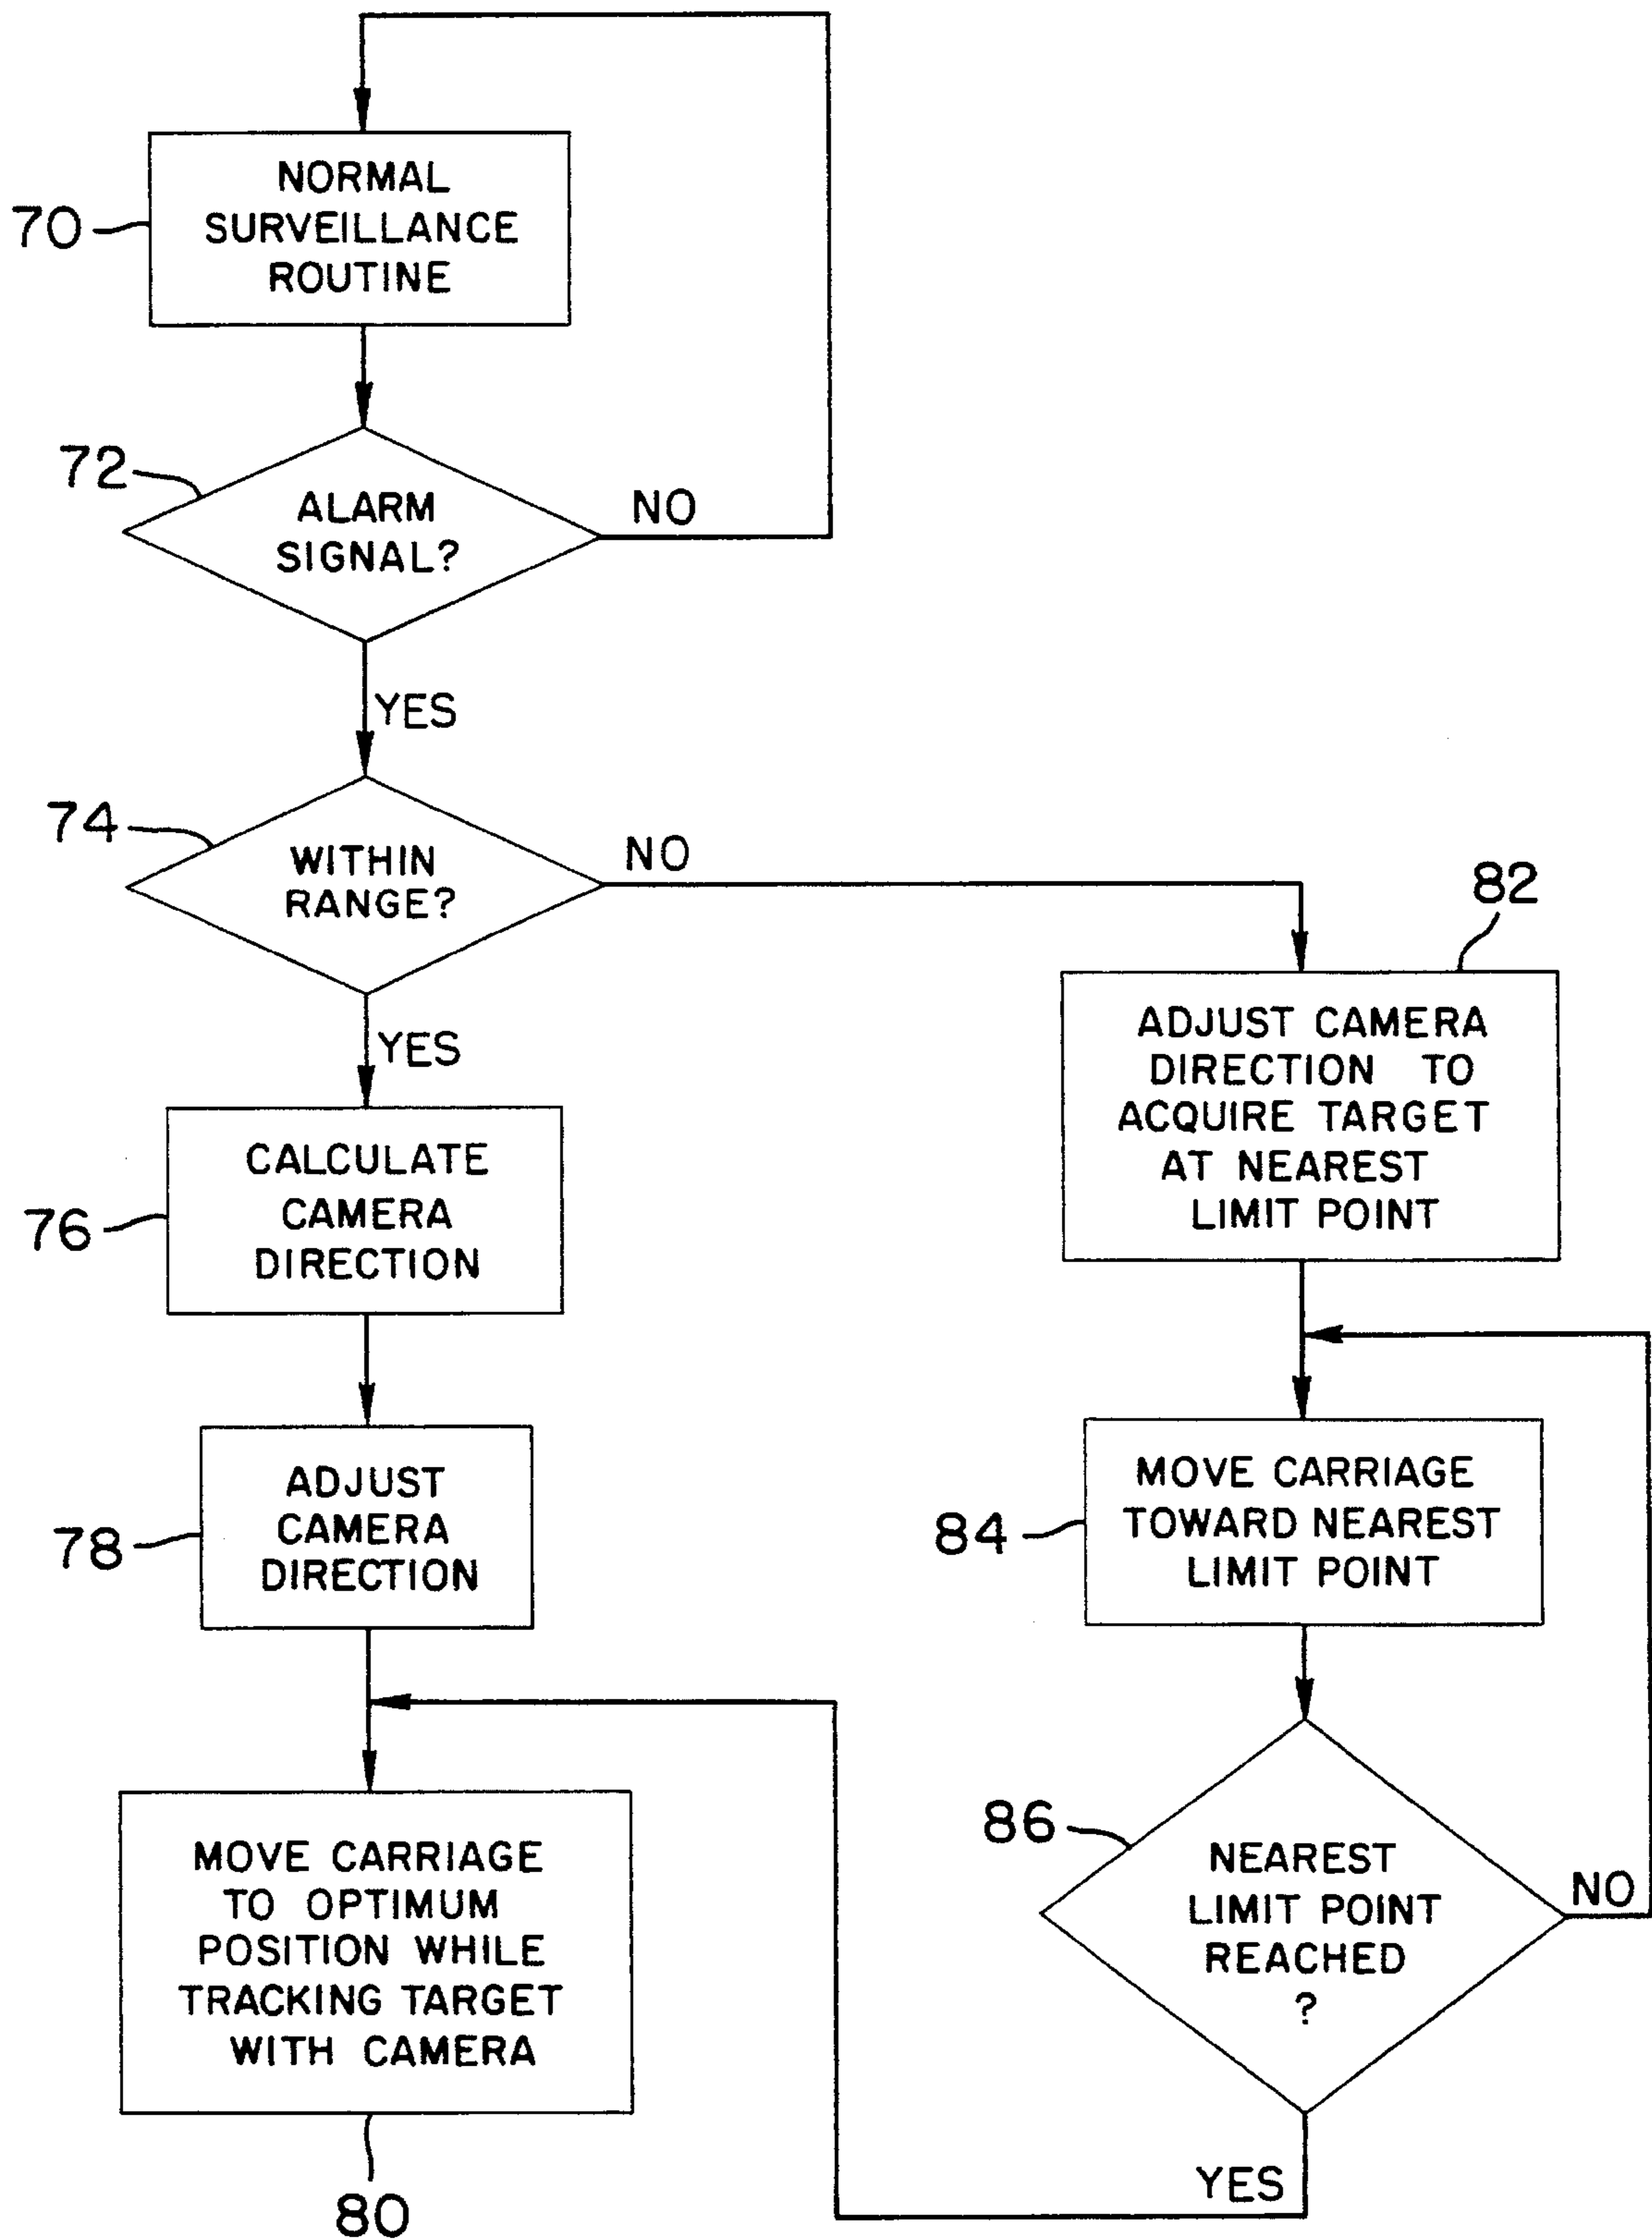 70
NORMAL
SURVEILLANCE
ROUTINE
72
ALARM
SIGNAL?
NO
YES
74
WITHIN
RANGE?
NO
YES
82
ADJUST CAMERA
DIRECTION TO
ACQUIRE TARGET
AT NEAREST
LIMIT POINT
76
CALCULATE
CAMERA
DIRECTION
78
ADJUST
CAMERA
DIRECTION
84
MOVE CARRIAGE
TOWARD NEAREST
LIMIT POINT
86
NEAREST
LIMIT POINT
REACHED
?
NO
YES
MOVE CARRIAGE
TO OPTIMUM
POSITION WHILE
TRACKING TARGET
WITH CAMERA
80